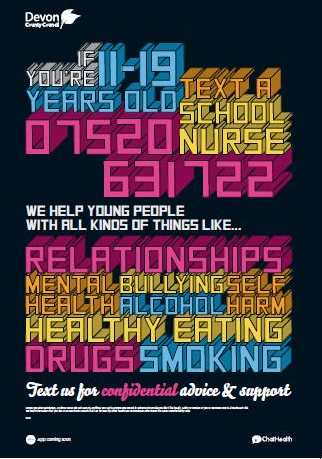 Devon
County Council
IF
YOU'RE 11-19
YEARS OLD
TEXT A
SCHOOL
NURSE
07520
631722
WE HELP YOUNG PEOPLE
WITH ALL KINDS OF THINGS LIKE...
RELATIONSHIPS
MENTAL BULLYING SELF
HEALTH ALCOHOL HARM
HEALTHY EATING
DRUGS SMOKING
Text us for confidential advice & support
app coming soon
ChatHealth